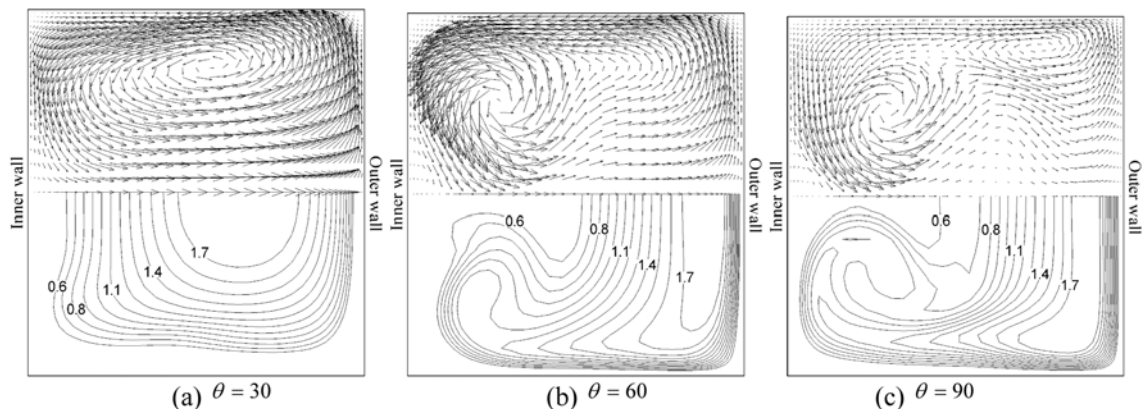 Inner wall
Outer wall
0.6
0.8
1.1
1.4
1.7
(a) θ = 30
Inner wall
Outer wall
0.6
0.8
1.1
1.4
1.7
(b) θ = 60
Inner wall
Outer wall
0.6
0.8
1.1
1.4
1.7
(c) θ = 90